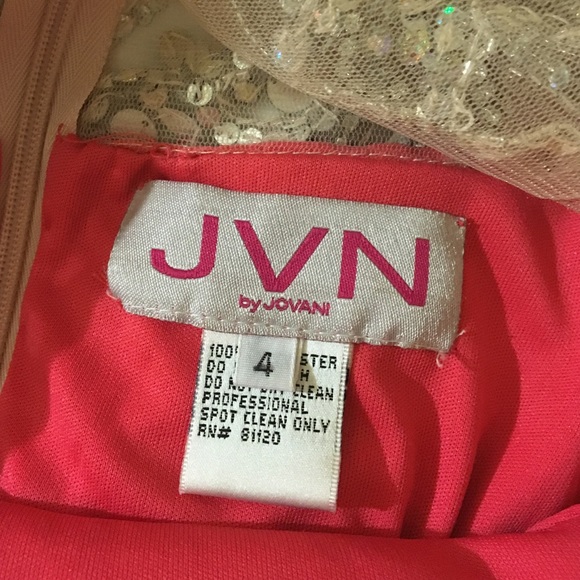 JVN
by JOVANI
4
100% STER
DO H
DO NOT DRY CLEAN
PROFESSIONAL
SPOT CLEAN ONLY
RN# 81120